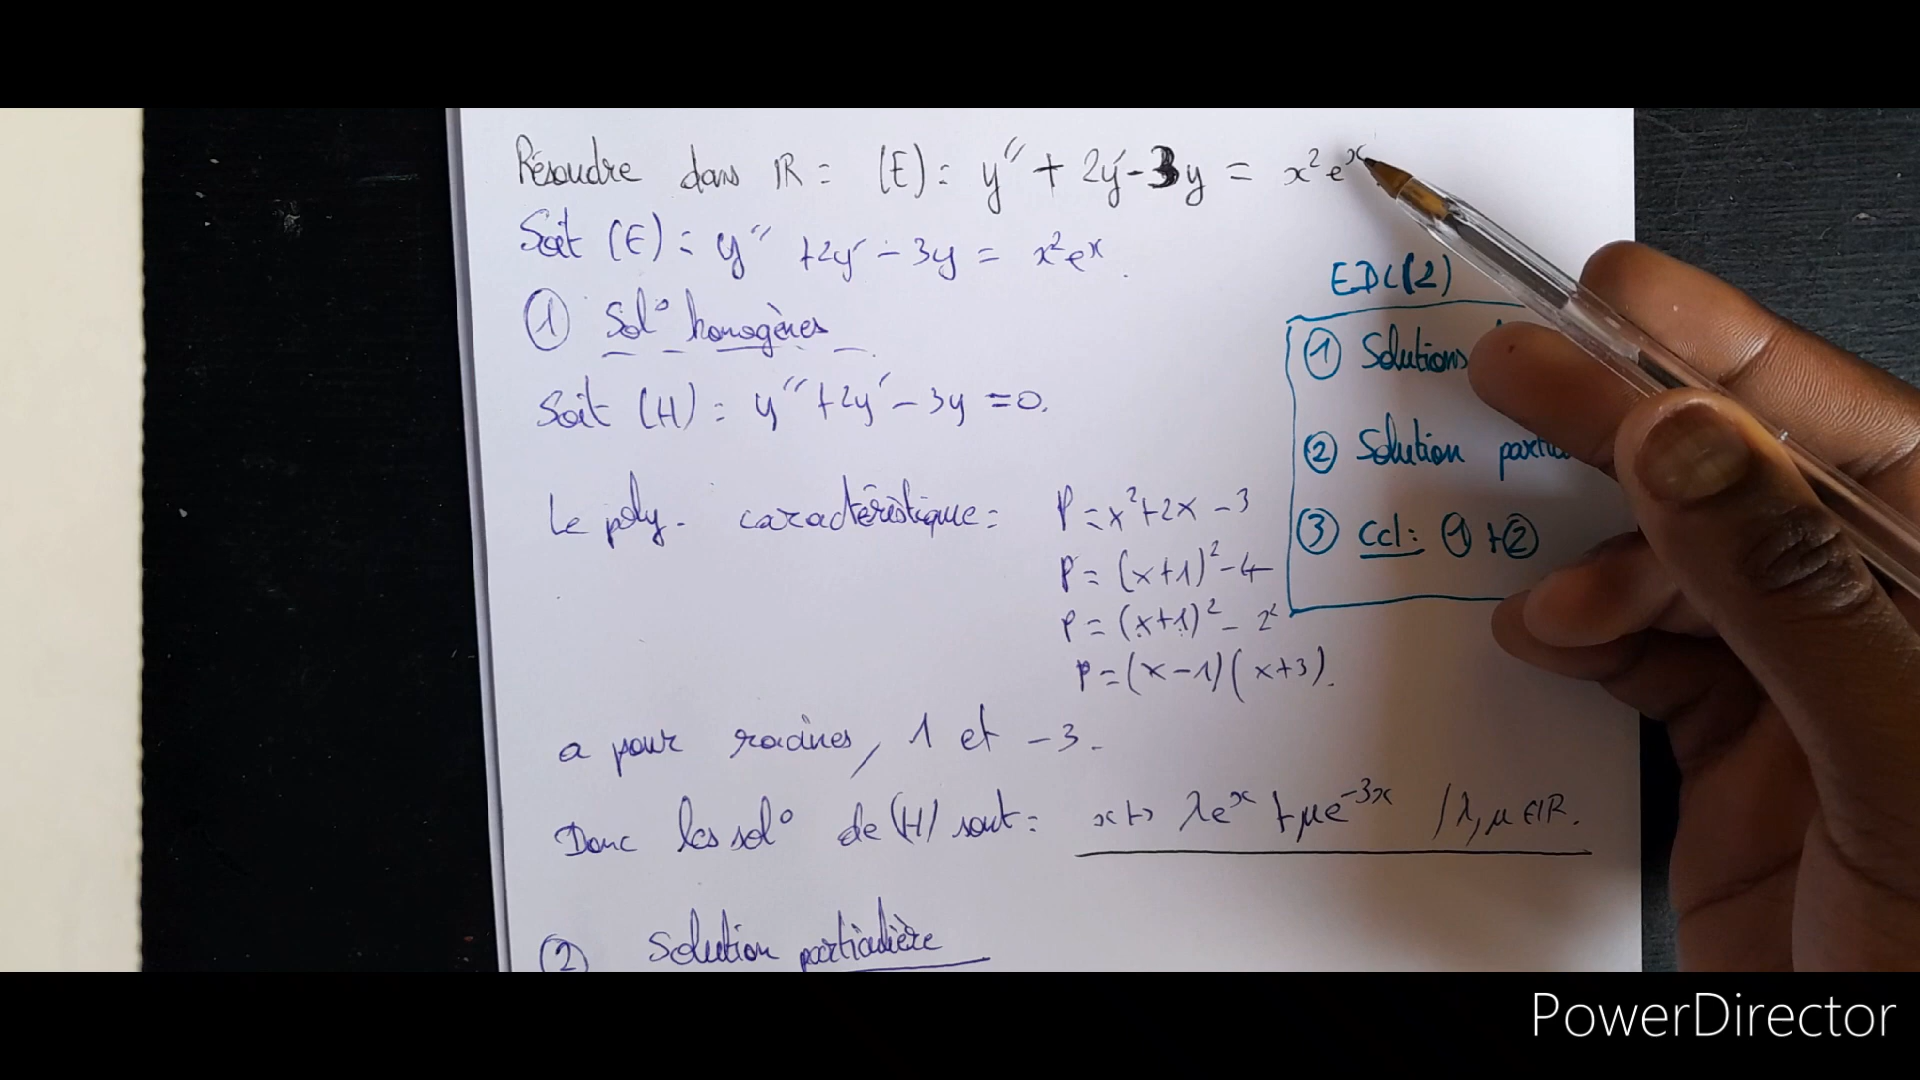 Résoudre dans IR = (E): y'' + 2y' - 3y = x²eˣ
Soit (E) = y'' + 2y' - 3y = x²eˣ.
① Sol° homogènes
Soit (H) = y'' + 2y' - 3y = 0.
Le poly. caractéristique = P = x² + 2x - 3
P = (x+1)² - 4
P = (x+1)² - 2²
P = (x-1)(x+3).
a pour racines, 1 et -3.
Donc les sol° de (H) sont = x ↦ λeˣ + μe⁻³ˣ / λ, μ ∈ IR.
② Solution particulière
EDL(2)
① Solutions
② Solution
③ Ccl: ① + ②
PowerDirector